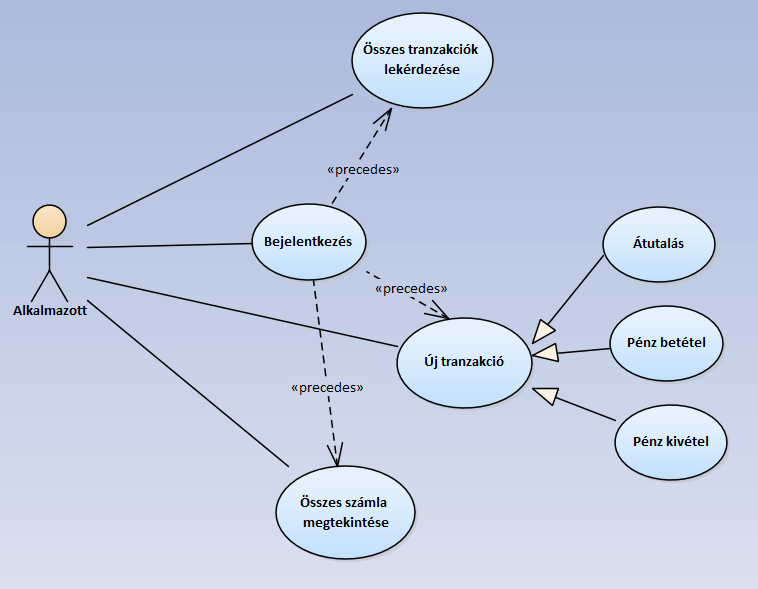 Összes tranzakciók
lekérdezése
«precedes»
Bejelentkezés
Átutalás
Alkalmazott
«precedes»
Pénz betétel
Új tranzakció
«precedes»
Pénz kivétel
Összes számla
megtekintése